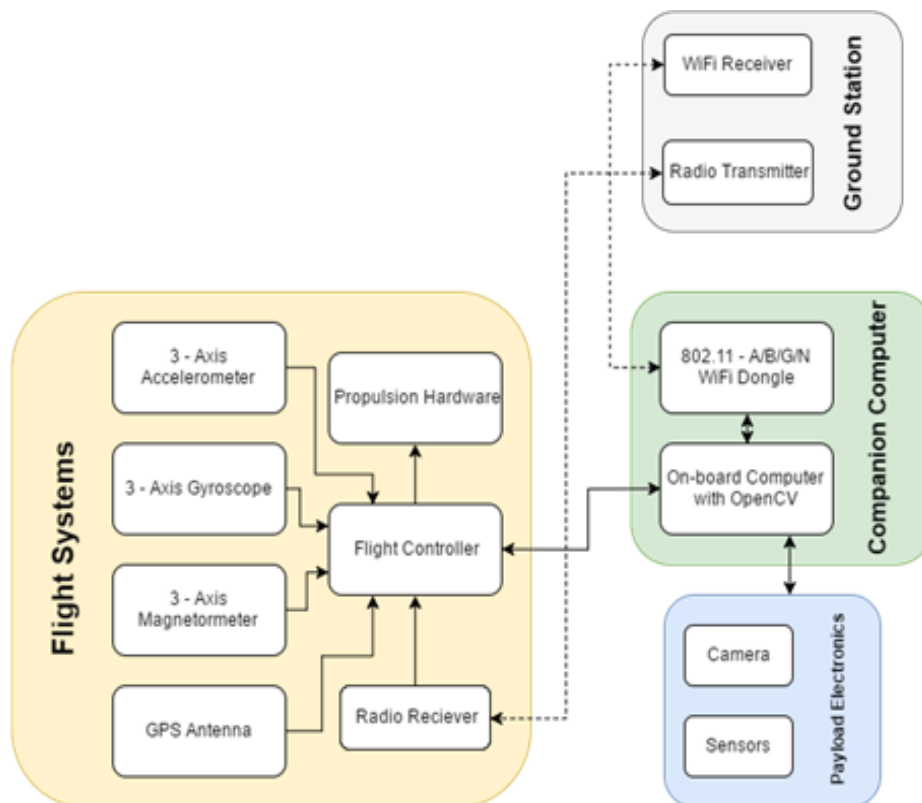 WiFi Receiver
Radio Transmitter
Ground Station
3 - Axis
Accelerometer
Propulsion Hardware
3 - Axis Gyroscope
Flight Controller
3 - Axis
Magnetormeter
GPS Antenna
Radio Reciever
Flight Systems
802.11 - A/B/G/N
WiFi Dongle
On-board Computer
with OpenCV
Companion Computer
Camera
Sensors
Payload Electronics